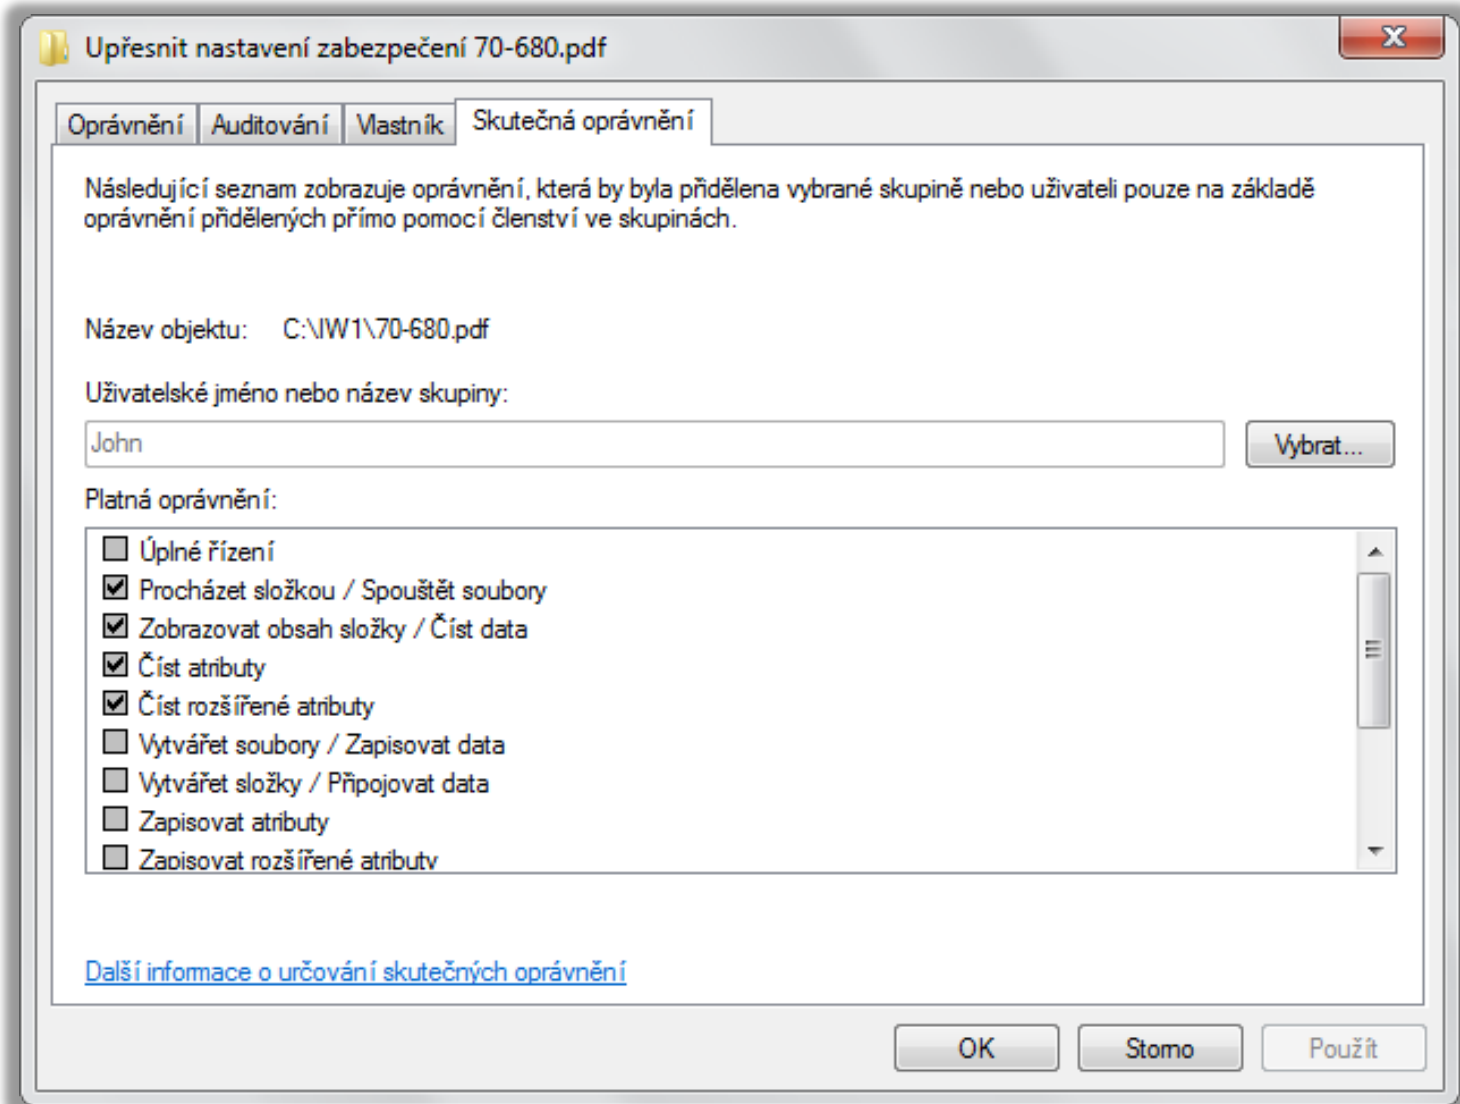 Upřesnit nastavení zabezpečení 70-680.pdf
Oprávnění Auditování Vlastník Skutečná oprávnění
Následující seznam zobrazuje oprávnění, která by byla přidělena vybrané skupině nebo uživateli pouze na základě
oprávnění přidělených přímo pomocí členství ve skupinách.
Název objektu: C:\IW1\70-680.pdf
Uživatelské jméno nebo název skupiny:
John Vybrat...
Platná oprávnění:
Úplné řízení
Procházet složkou / Spouštět soubory
Zobrazovat obsah složky / Číst data
Číst atributy
Číst rozšířené atributy
Vytvářet soubory / Zapisovat data
Vytvářet složky / Připojovat data
Zapisovat atributy
Zapisovat rozšířené atributy
Další informace o určování skutečných oprávnění
OK Storno Použít